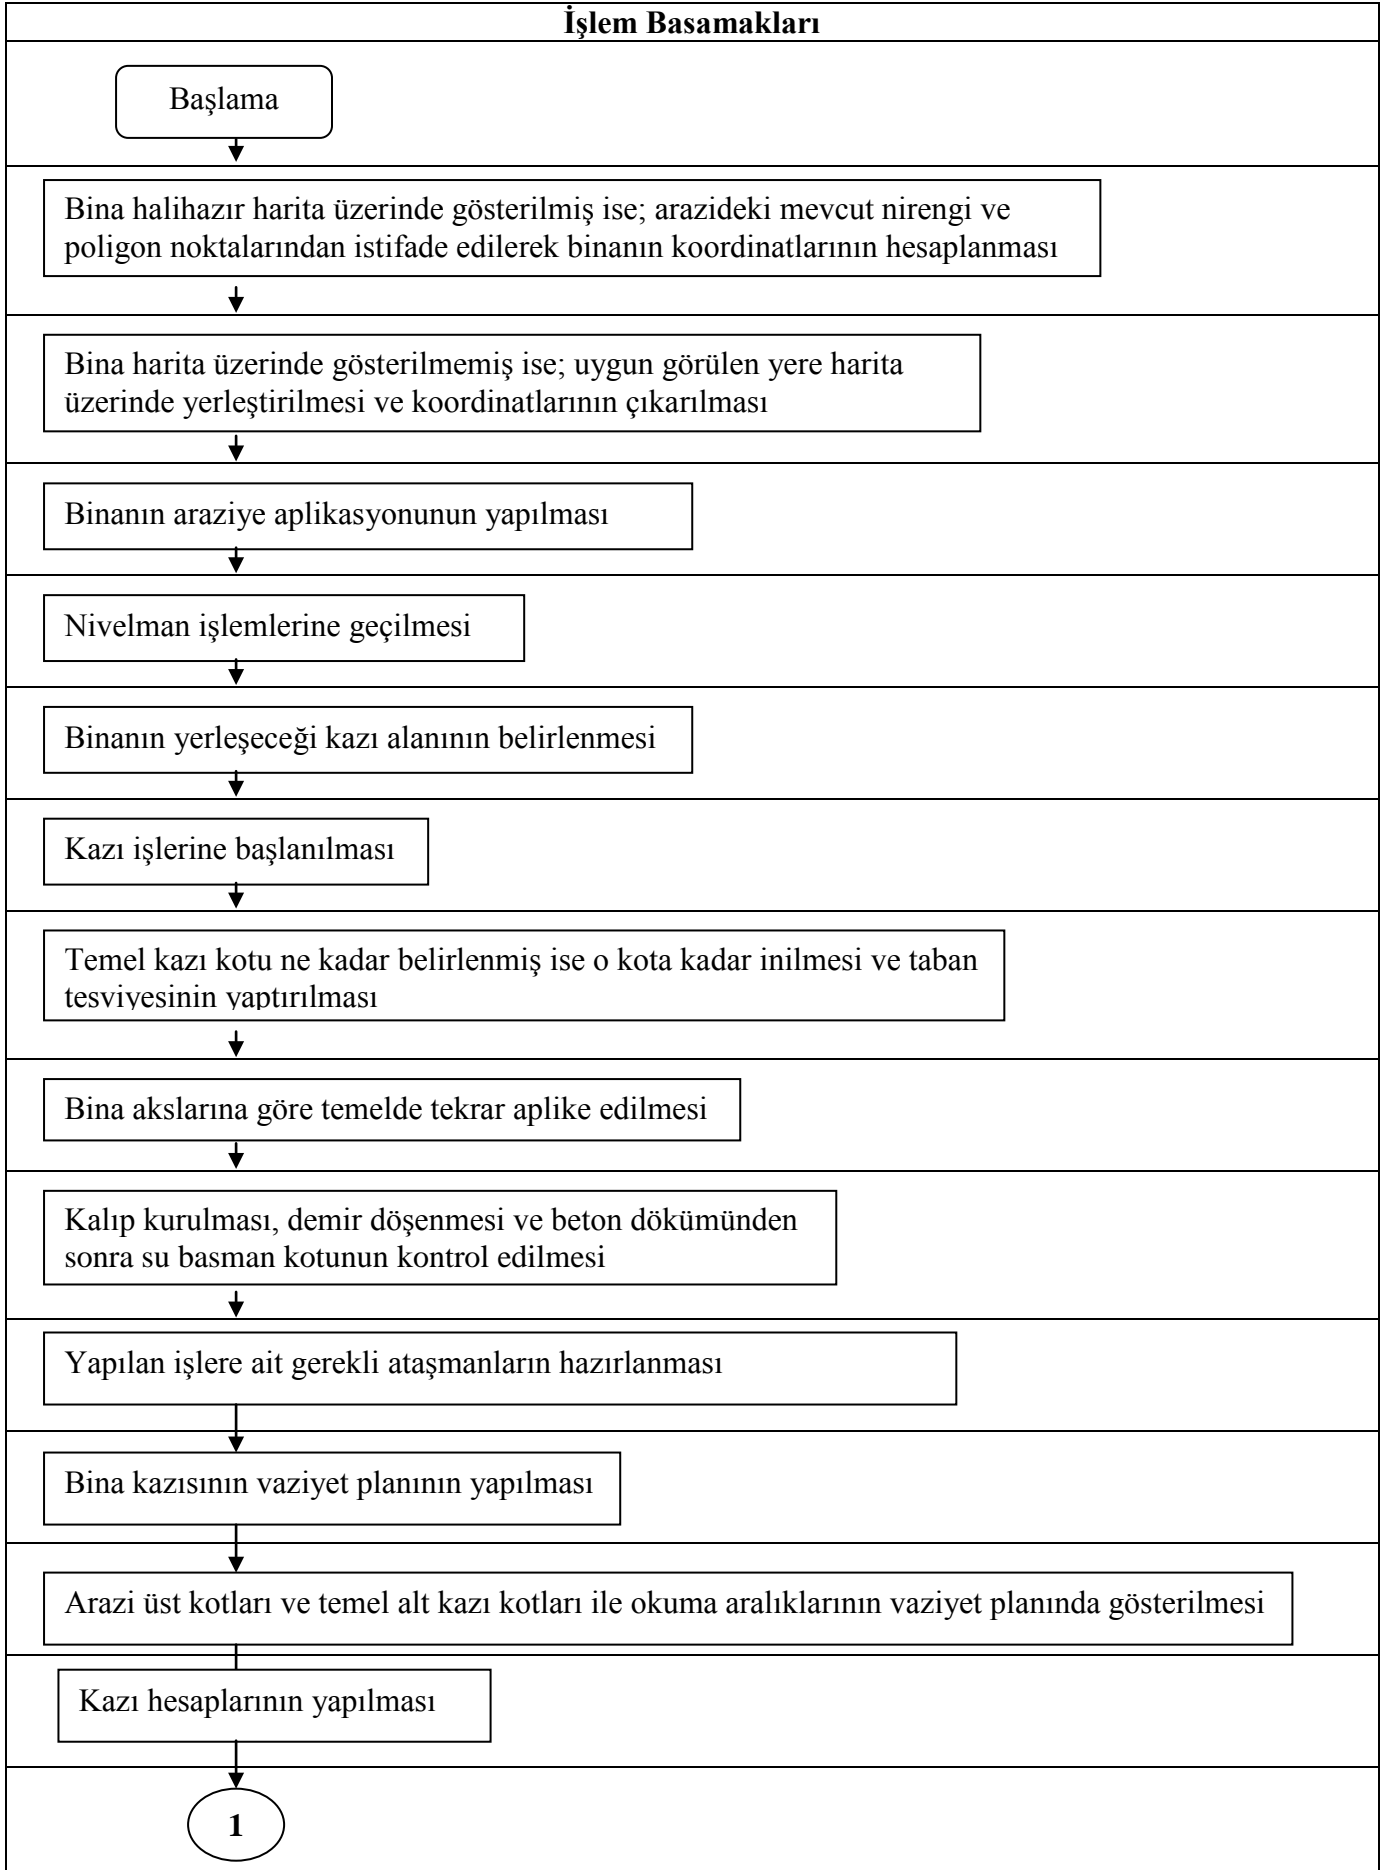 İşlem Basamakları
Başlama
Bina halihazır harita üzerinde gösterilmiş ise; arazideki mevcut nirengi ve
poligon noktalarından istifade edilerek binanın koordinatlarının hesaplanması
Bina harita üzerinde gösterilmemiş ise; uygun görülen yere harita
üzerinde yerleştirilmesi ve koordinatlarının çıkarılması
Binanın araziye aplikasyonunun yapılması
Nivelman işlemlerine geçilmesi
Binanın yerleşeceği kazı alanının belirlenmesi
Kazı işlerine başlanılması
Temel kazı kotu ne kadar belirlenmiş ise o kota kadar inilmesi ve taban
tesviyesinin yaptırılması
Bina akslarına göre temelde tekrar aplike edilmesi
Kalıp kurulması, demir döşenmesi ve beton dökümünden
sonra su basman kotunun kontrol edilmesi
Yapılan işlere ait gerekli ataşmanların hazırlanması
Bina kazısının vaziyet planının yapılması
Arazi üst kotları ve temel alt kazı kotları ile okuma aralıklarının vaziyet planında gösterilmesi
Kazı hesaplarının yapılması
1